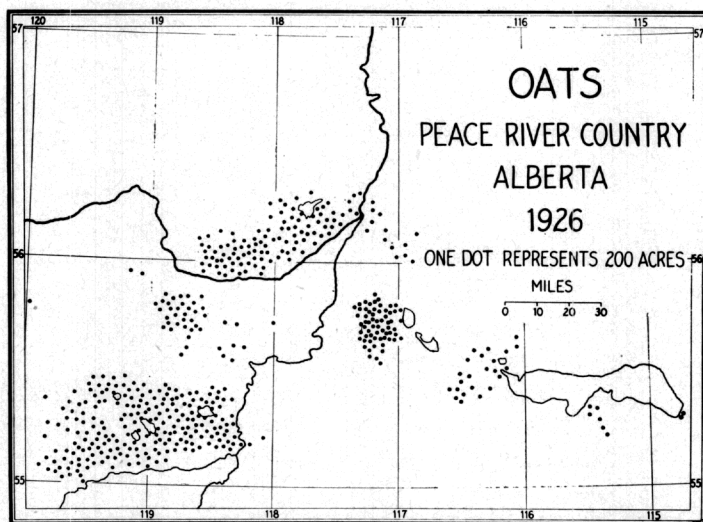 120 119 118 117 116 115
57 57
OATS
PEACE RIVER COUNTRY
ALBERTA
1926
56 56
ONE DOT REPRESENTS 200 ACRES
MILES
0 10 20 30
55 55
119 118 117 116 115